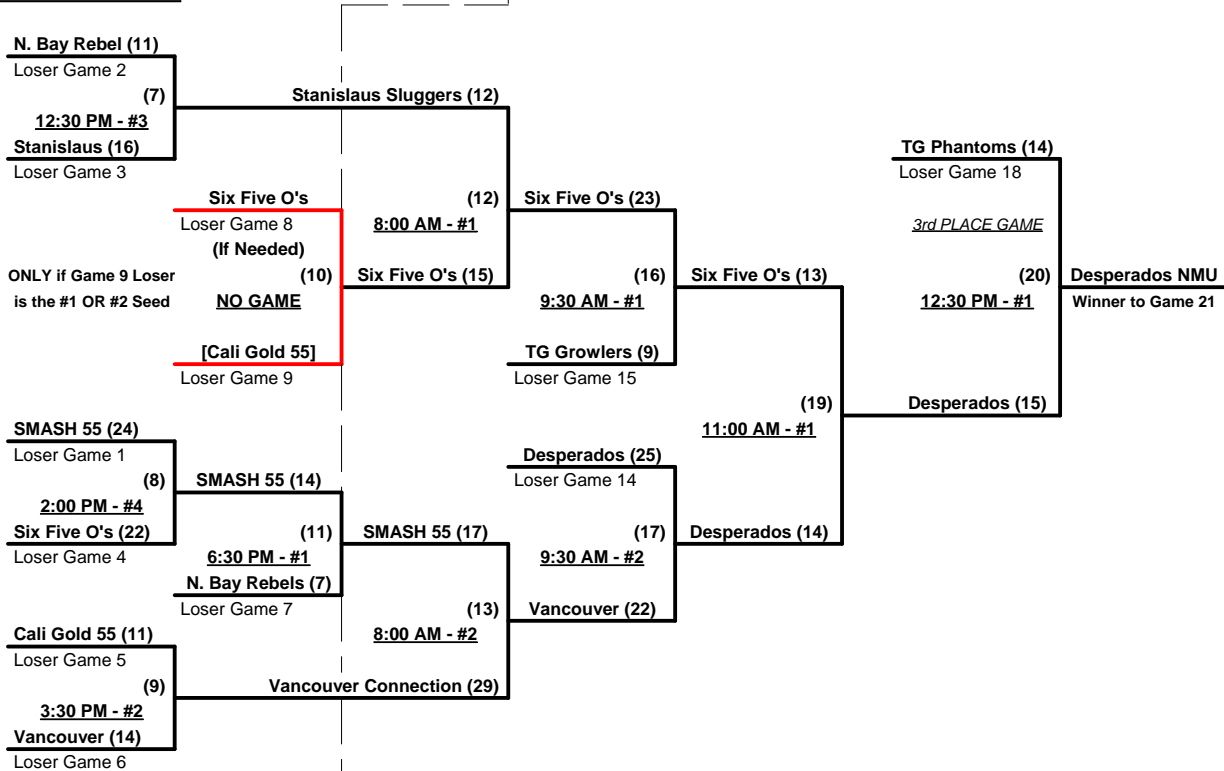 N. Bay Rebel (11)
Loser Game 2
(7)
12:30 PM - #3
Stanislaus (16)
Loser Game 3
Stanislaus Sluggers (12)
Six Five O's
Loser Game 8
(If Needed)
ONLY if Game 9 Loser
is the #1 OR #2 Seed
(10)
NO GAME
[Cali Gold 55]
Loser Game 9
(12)
8:00 AM - #1
Six Five O's (15)
Six Five O's (23)
(16)
9:30 AM - #1
TG Growlers (9)
Loser Game 15
Six Five O's (13)
TG Phantoms (14)
Loser Game 18
3rd PLACE GAME
(20)
12:30 PM - #1
Desperados NMU
Winner to Game 21
(19)
11:00 AM - #1
Desperados (15)
SMASH 55 (24)
Loser Game 1
(8)
2:00 PM - #4
Six Five O's (22)
Loser Game 4
SMASH 55 (14)
(11)
6:30 PM - #1
N. Bay Rebels (7)
Loser Game 7
SMASH 55 (17)
Desperados (25)
Loser Game 14
(17)
9:30 AM - #2
Desperados (14)
(13)
8:00 AM - #2
Vancouver (22)
Cali Gold 55 (11)
Loser Game 5
(9)
3:30 PM - #2
Vancouver (14)
Loser Game 6
Vancouver Connection (29)